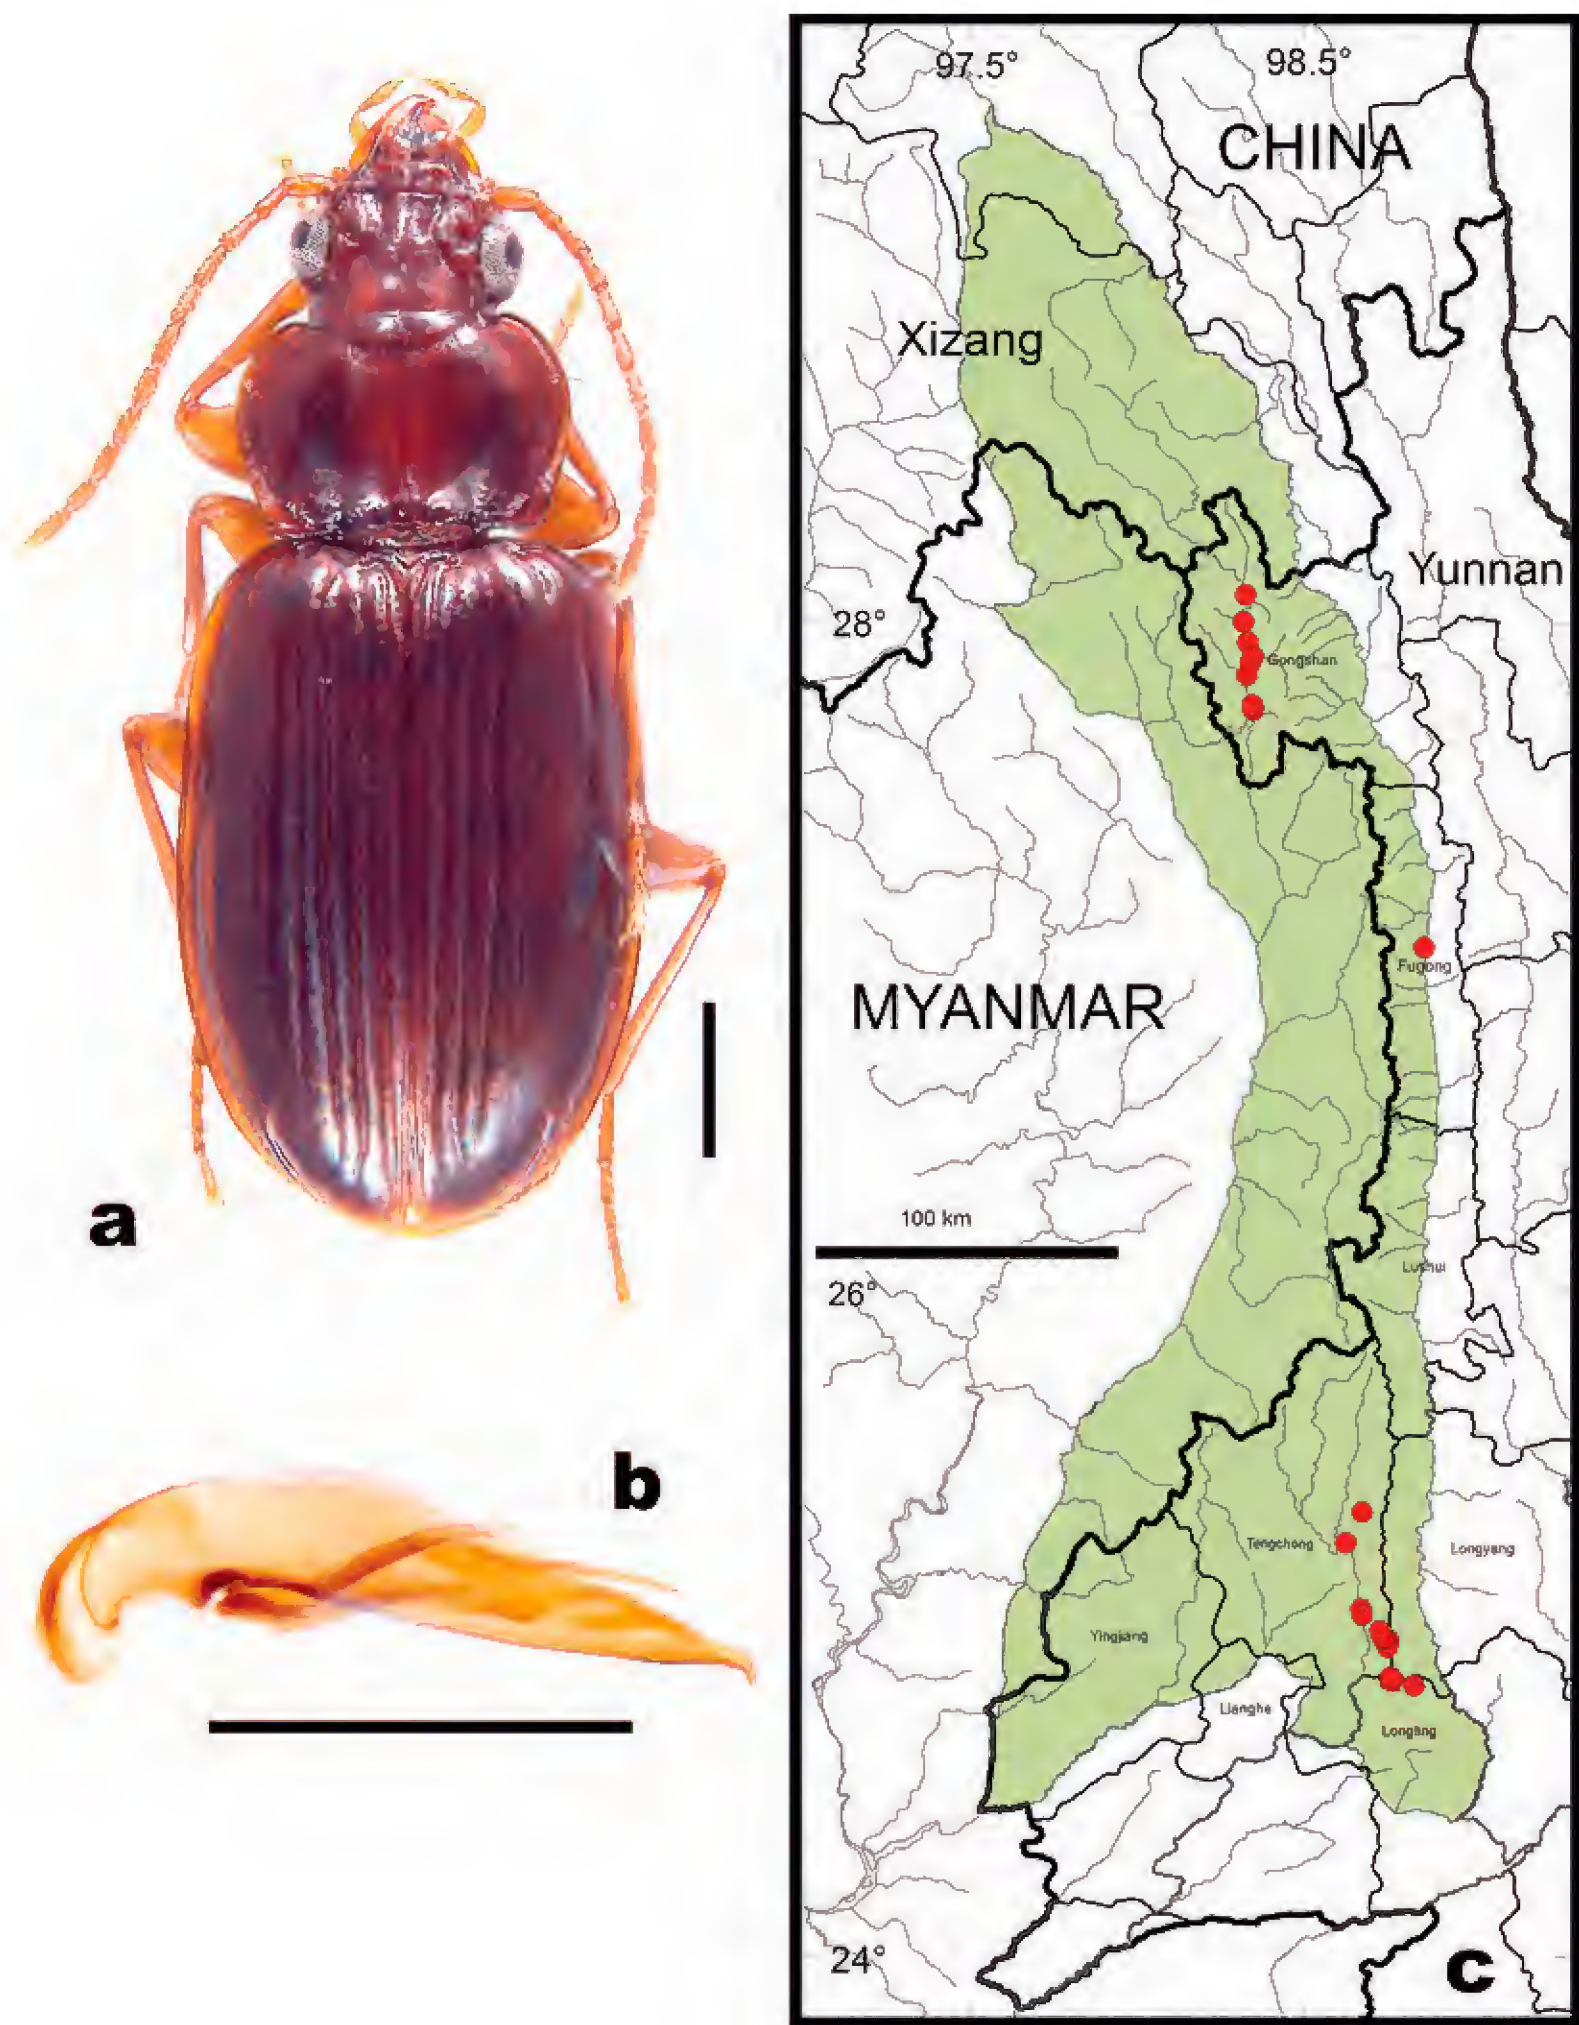 97.5°
98.5°
CHINA
Xizang
Yunnan
28°
Gongshan
Fugong
MYANMAR
a
100 km
Lushui
26°
b
Tengchong
Longyang
Yingjiang
Lianghe
Longling
24°
c